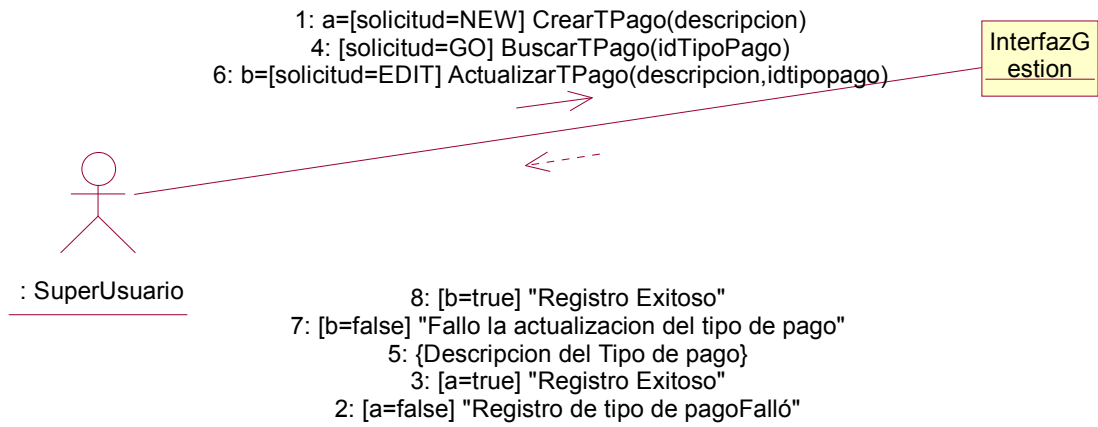 1: a=[solicitud=NEW] CrearTPago(descripcion)
4: [solicitud=GO] BuscarTPago(idTipoPago)
6: b=[solicitud=EDIT] ActualizarTPago(descripcion,idtipopago)
InterfazG
estion
: SuperUsuario
8: [b=true] "Registro Exitoso"
7: [b=false] "Fallo la actualizacion del tipo de pago"
5: {Descripcion del Tipo de pago}
3: [a=true] "Registro Exitoso"
2: [a=false] "Registro de tipo de pagoFalló"